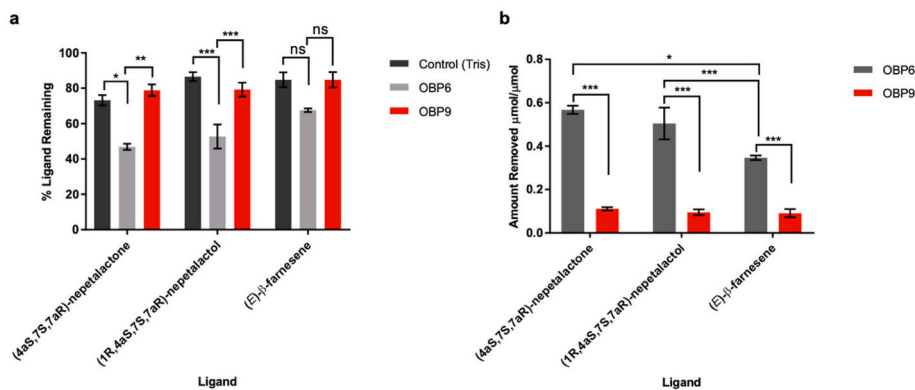 a
% Ligand Remaining
100
80
60
40
20
0
* ** *** *** ns ns
Control (Tris)
OBP6
OBP9
(4aS,7S,7aR)-nepetalactone
(1R,4aS,7S,7aR)-nepetalactol
(E)-β-farnesene
Ligand
b
Amount Removed μmol/μmol
0.8
0.6
0.4
0.2
0.0
*
***
*** *** ***
OBP6
OBP9
(4aS,7S,7aR)-nepetalactone
(1R,4aS,7S,7aR)-nepetalactol
(E)-β-farnesene
Ligand